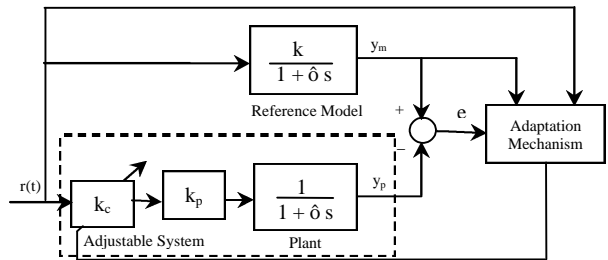 k
1 + ô s
y_m
Reference Model
+
e
Adaptation
Mechanism
−
r(t)
k_c
k_p
1
1 + ô s
y_p
Adjustable System
Plant